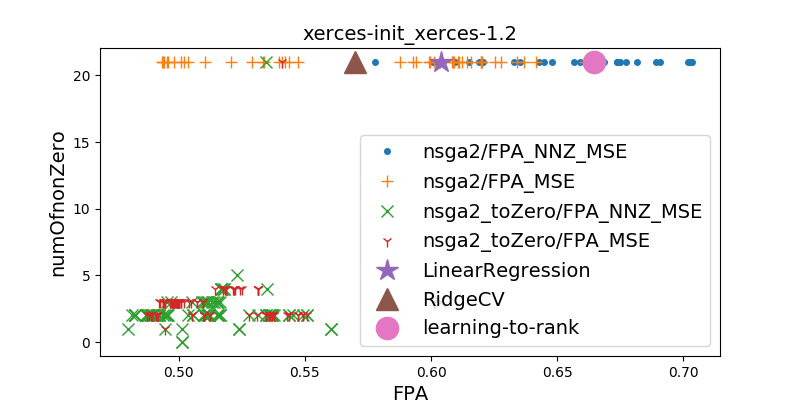 xerces-init_xerces-1.2
numOfnonZero
20
15
10
5
0
nsga2/FPA_NNZ_MSE
nsga2/FPA_MSE
nsga2_toZero/FPA_NNZ_MSE
nsga2_toZero/FPA_MSE
LinearRegression
RidgeCV
learning-to-rank
0.50 0.55 0.60 0.65 0.70
FPA